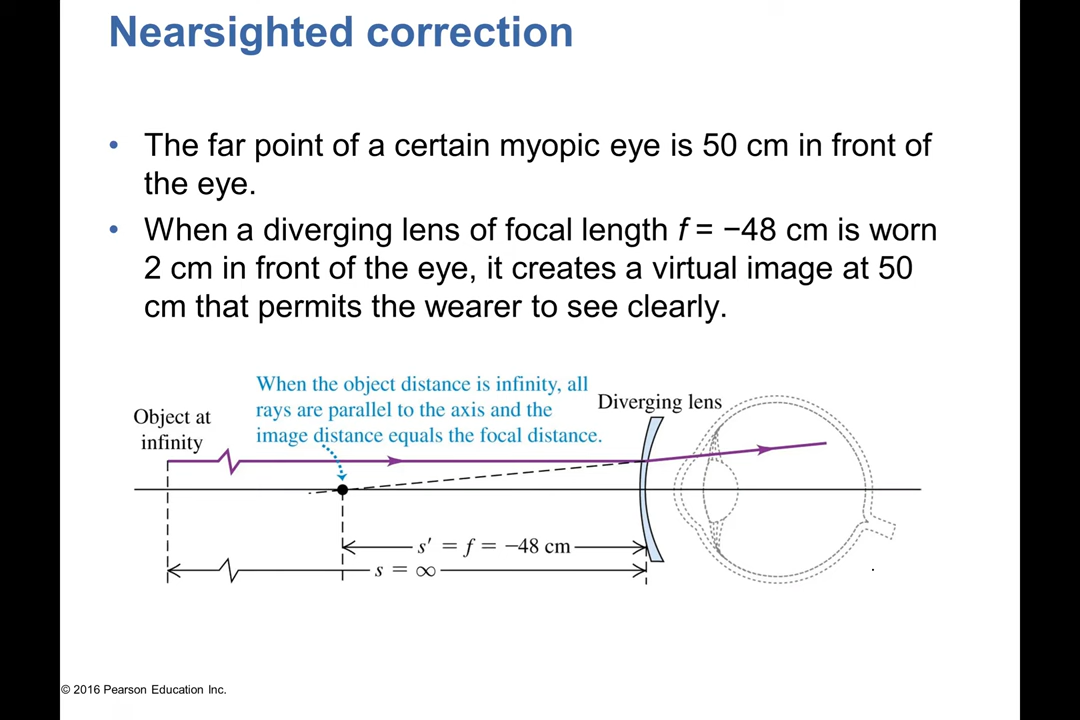 Nearsighted correction
• The far point of a certain myopic eye is 50 cm in front of
the eye.
• When a diverging lens of focal length f = −48 cm is worn
2 cm in front of the eye, it creates a virtual image at 50
cm that permits the wearer to see clearly.
When the object distance is infinity, all
rays are parallel to the axis and the
image distance equals the focal distance.
Object at
infinity
Diverging lens
s′ = f = −48 cm
s = ∞
© 2016 Pearson Education Inc.